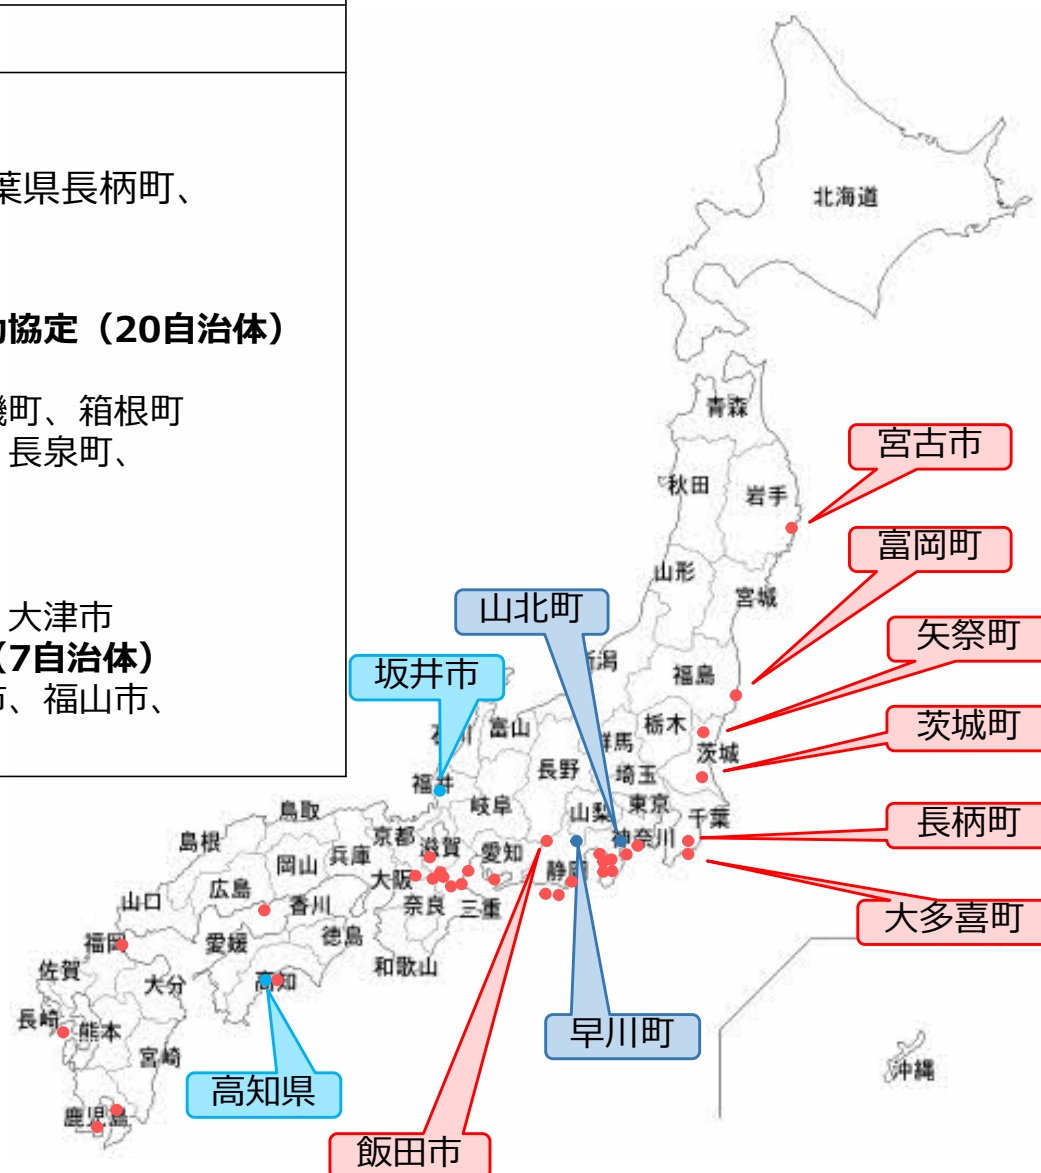 葉県長柄町、
協定（20自治体）
町、箱根町
長泉町、
大津市
（7自治体）
、福山市、
北海道
青森
秋田
岩手
宮古市
富岡町
山形
宮城
山北町
矢祭町
坂井市
新潟
福島
茨城町
石川
富山
群馬
栃木
茨城
福井
長野
埼玉
岐阜
山梨
東京
千葉
長柄町
鳥取
島根
京都
滋賀
愛知
神奈川
岡山
兵庫
静岡
大阪
広島
香川
奈良
三重
大多喜町
山口
福岡
愛媛
徳島
和歌山
佐賀
大分
高知
長崎
熊本
宮崎
早川町
沖縄
高知県
鹿児島
飯田市